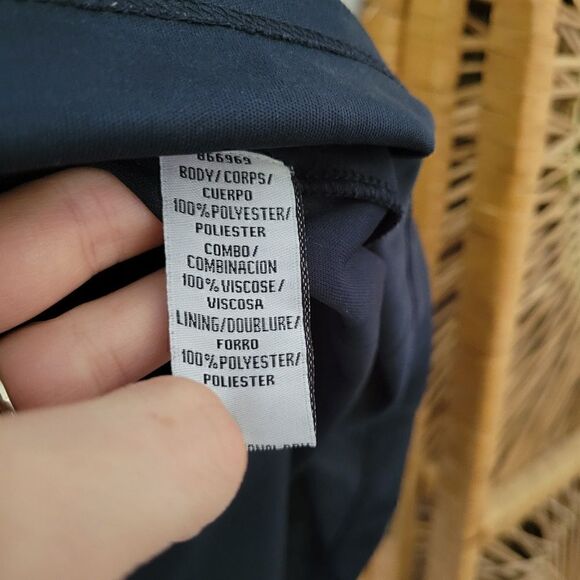 866969
BODY/CORPS/
CUERPO
100%POLYESTER/
POLIESTER
COMBO/
COMBINACION
100%VISCOSE/
VISCOSA
LINING/DOUBLURE/
FORRO
100%POLYESTER/
POLIESTER